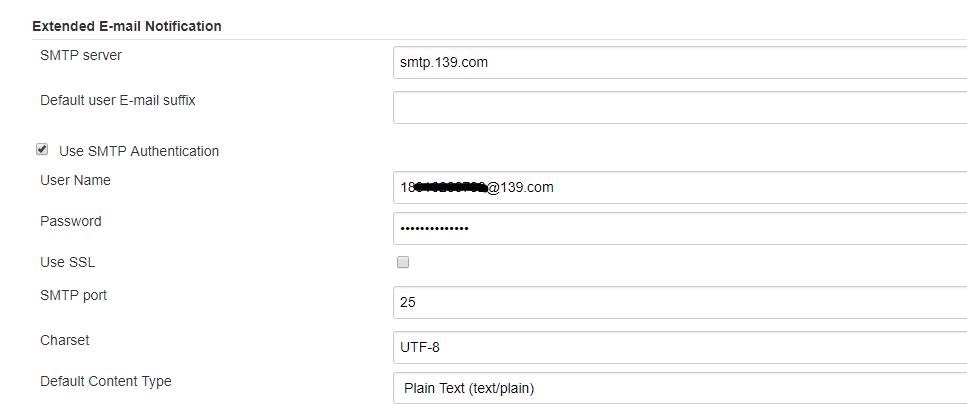 Extended E-mail Notification
SMTP server
smtp.139.com
Default user E-mail suffix
Use SMTP Authentication
User Name
18@139.com
Password
••••••••••••••
Use SSL
SMTP port
25
Charset
UTF-8
Default Content Type
Plain Text (text/plain)